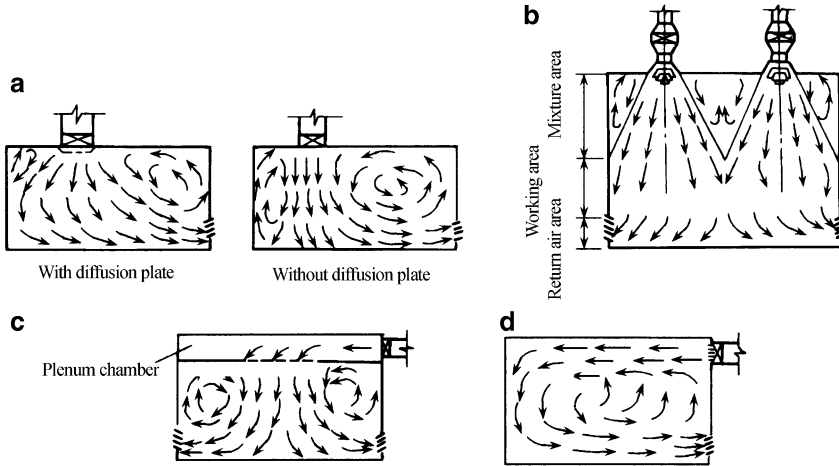 a
With diffusion plate
Without diffusion plate
b
Mixture area
Working area
Return air area
c
Plenum chamber
d